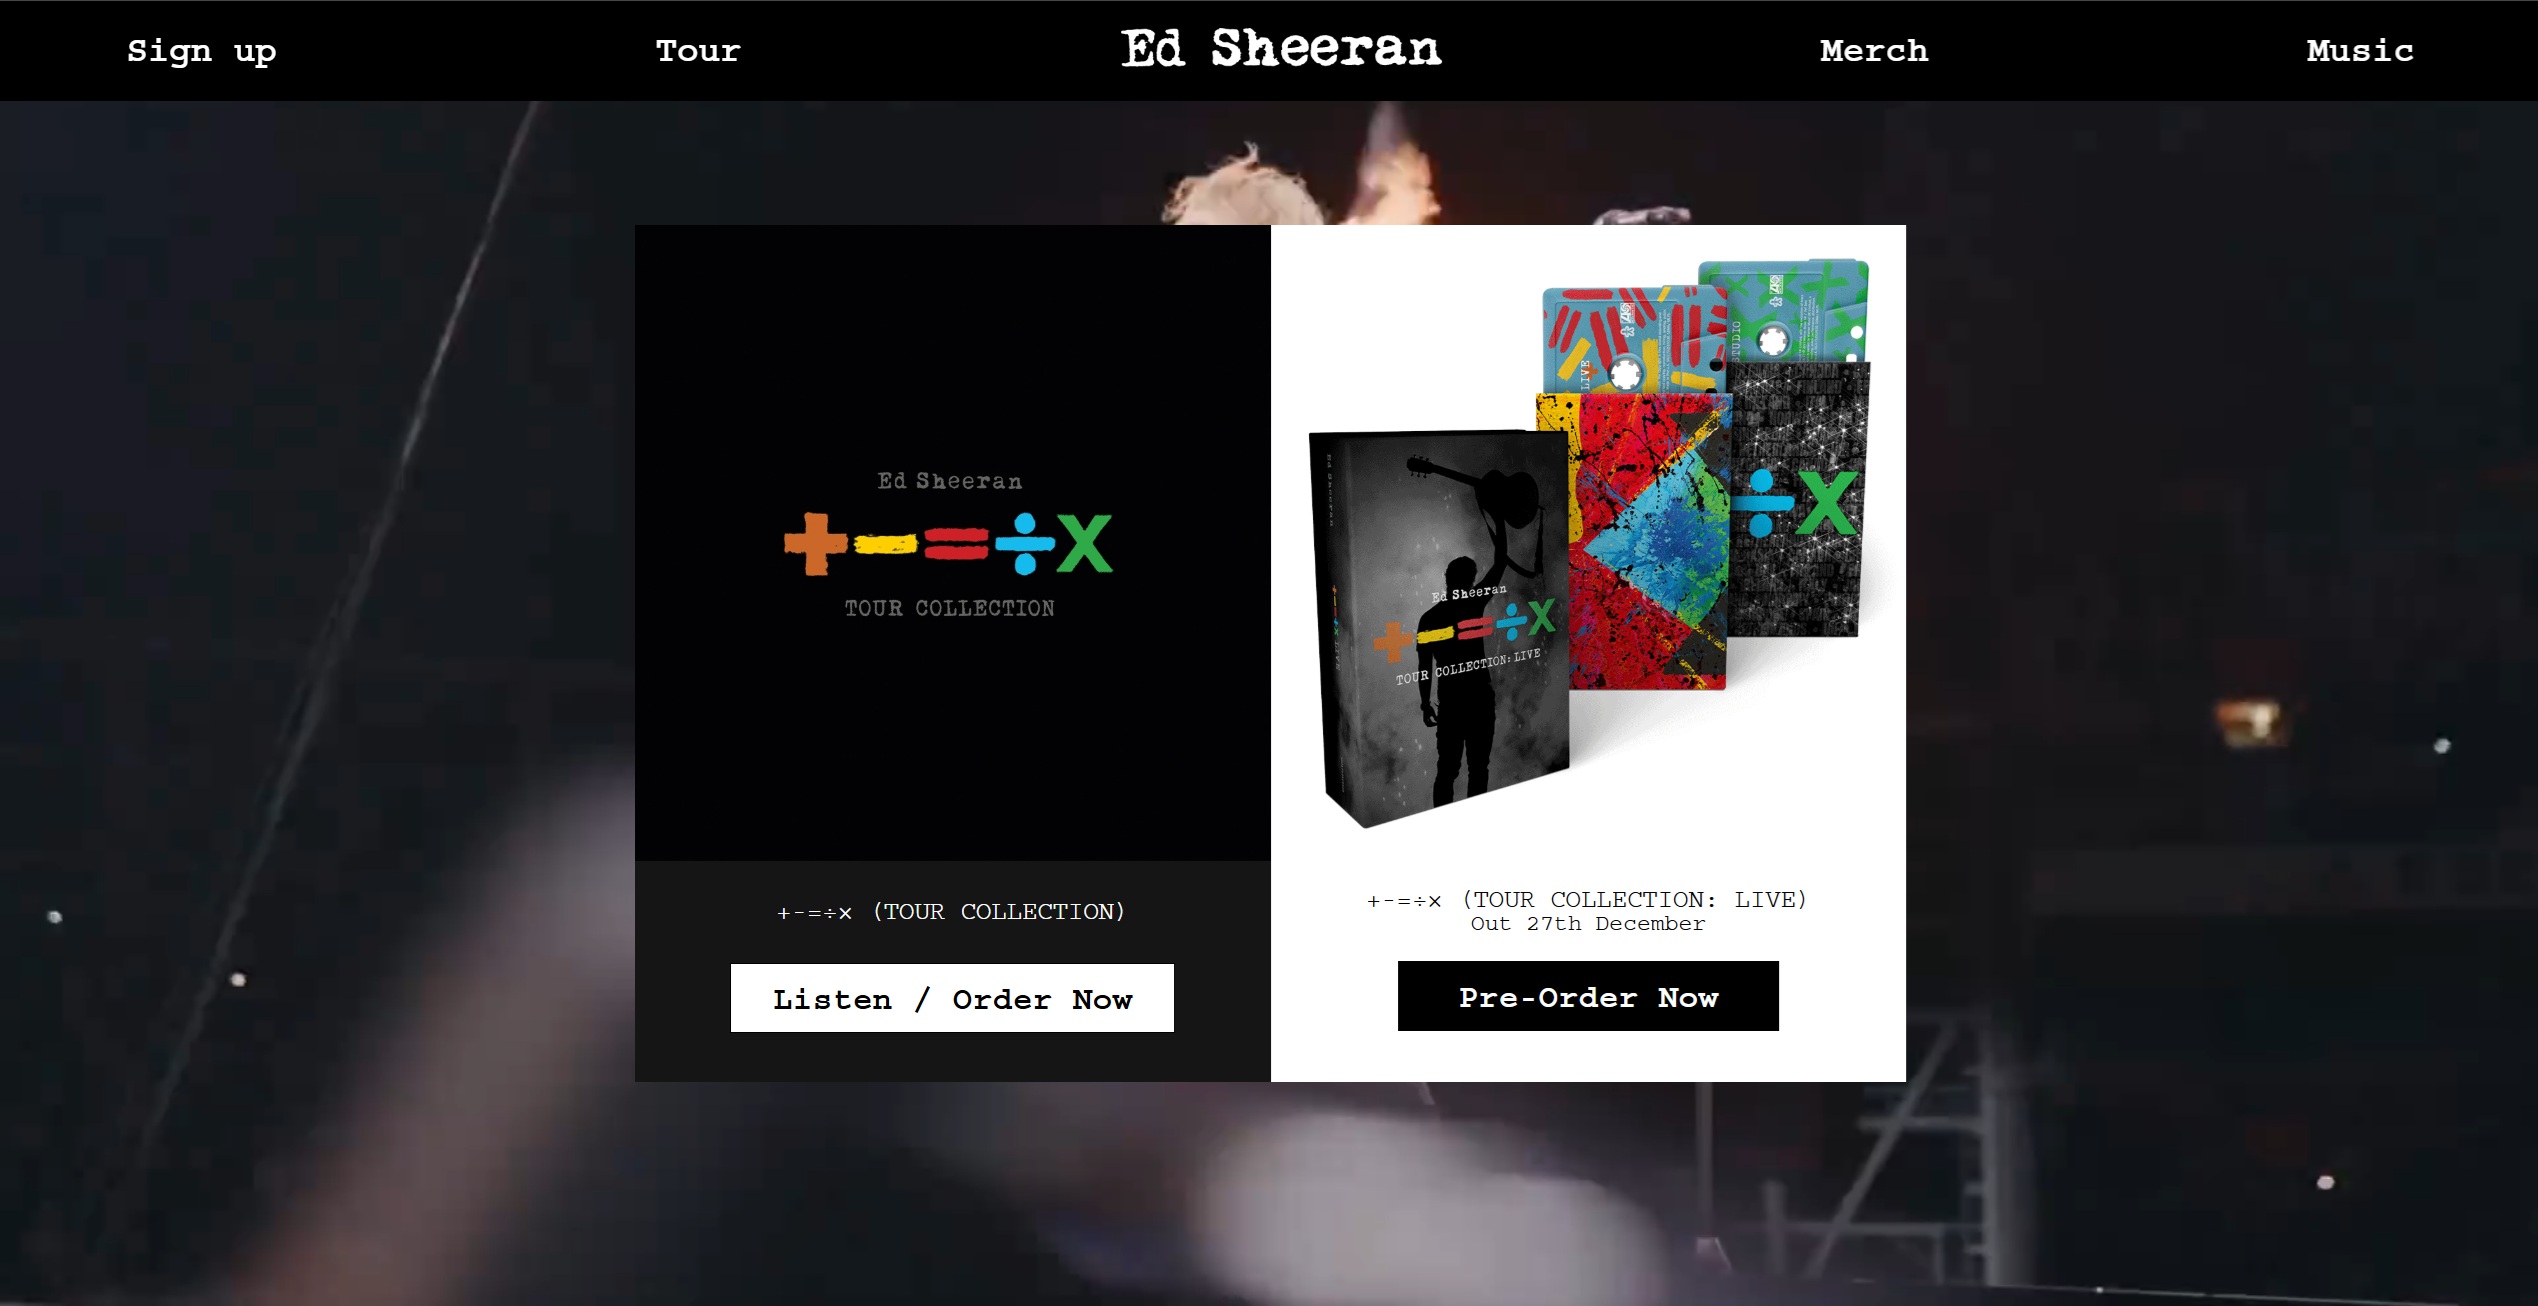 Sign up
Tour
Ed Sheeran
Merch
Music
Ed Sheeran
+-=÷x
TOUR COLLECTION
STUDIO
LIVE
÷x
Ed Sheeran
+-=÷x
TOUR COLLECTION: LIVE
+-=÷× (TOUR COLLECTION)
Listen / Order Now
+-=÷× (TOUR COLLECTION: LIVE)
Out 27th December
Pre-Order Now